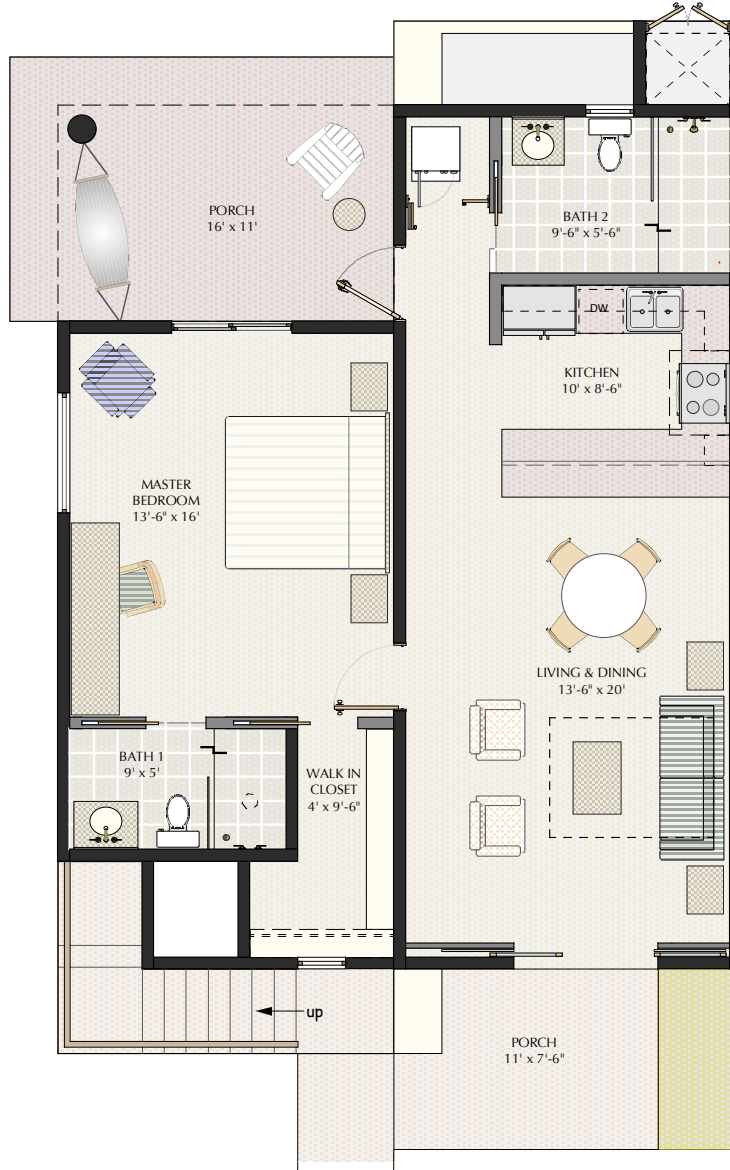 PORCH
16' x 11'
BATH 2
9'-6" x 5'-6"
DW
KITCHEN
10' x 8'-6"
MASTER
BEDROOM
13'-6" x 16'
LIVING & DINING
13'-6" x 20'
BATH 1
9' x 5'
WALK IN
CLOSET
4' x 9'-6"
up
PORCH
11' x 7'-6"